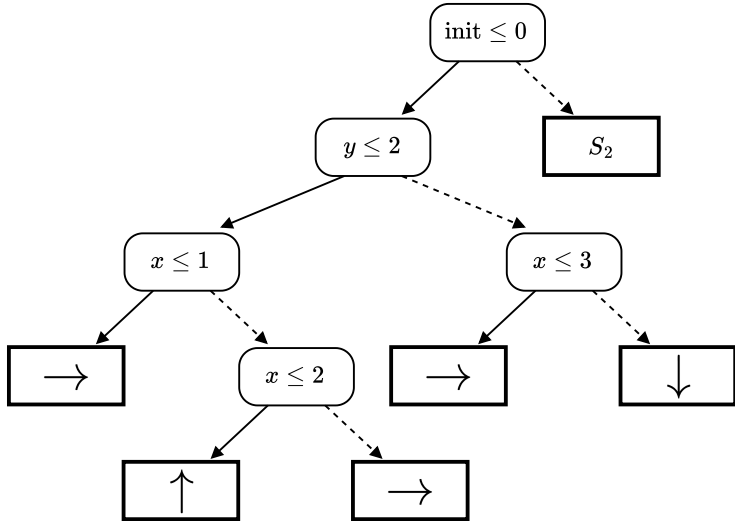 init ≤ 0
y ≤ 2
S₂
x ≤ 1
x ≤ 3
→
x ≤ 2
→
↓
↑
→